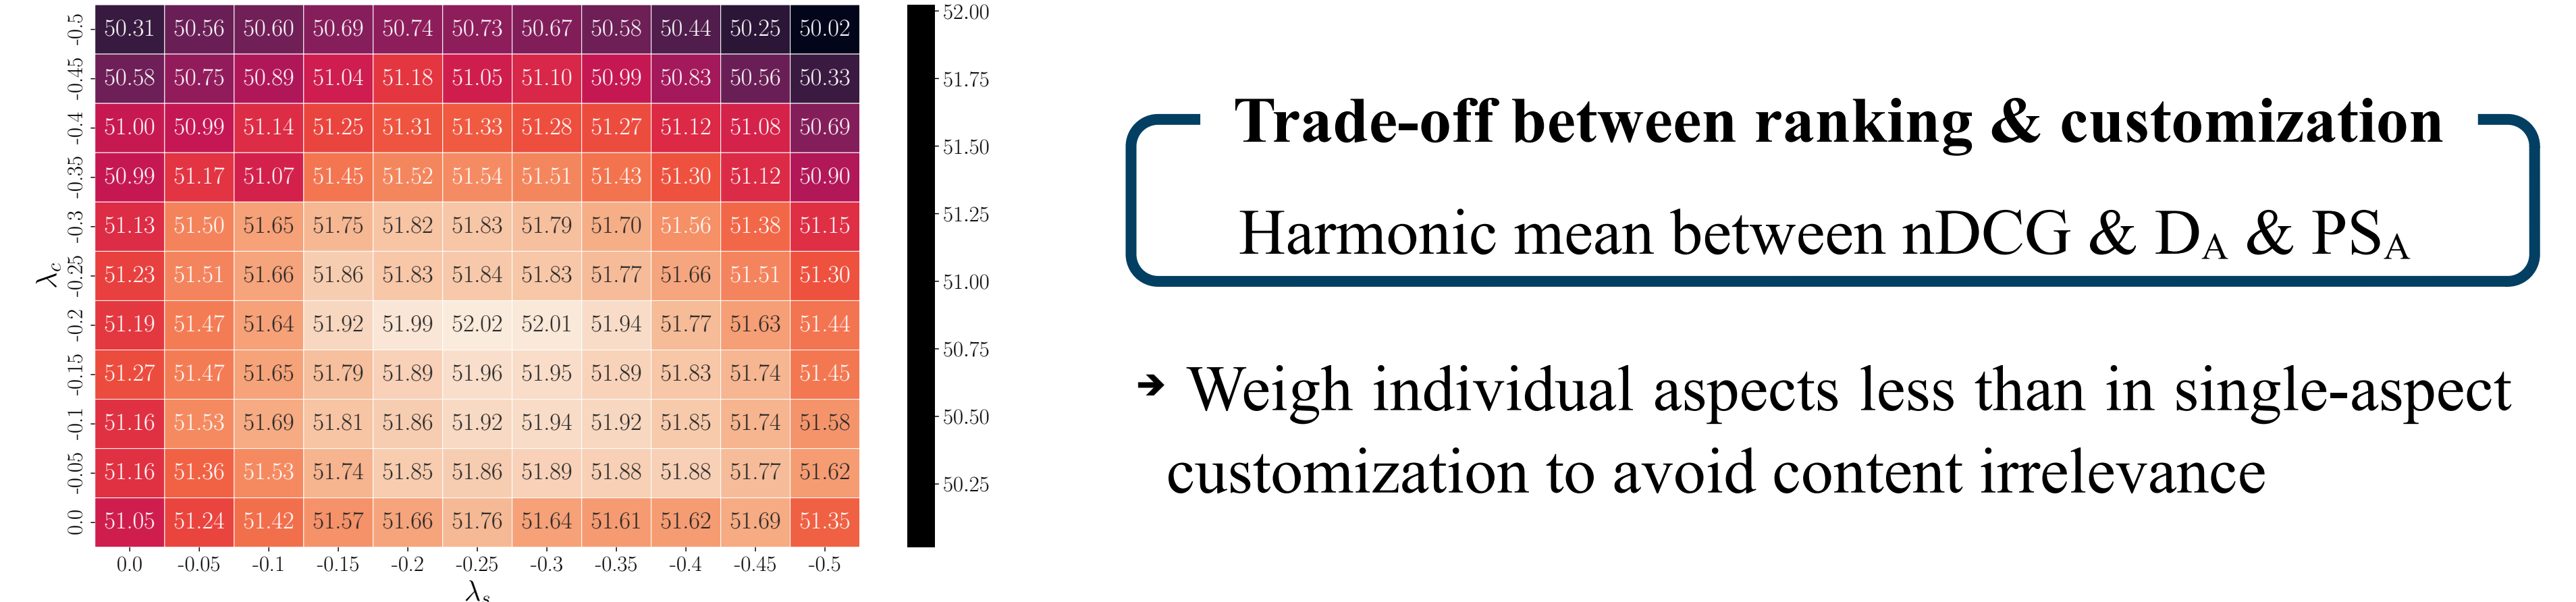 -0.5 50.31 50.56 50.60 50.69 50.74 50.73 50.67 50.58 50.44 50.25 50.02
-0.45 50.58 50.75 50.89 51.04 51.18 51.05 51.10 50.99 50.83 50.56 50.33
-0.4 51.00 50.99 51.14 51.25 51.31 51.33 51.28 51.27 51.12 51.08 50.69
-0.35 50.99 51.17 51.07 51.45 51.52 51.54 51.51 51.43 51.30 51.12 50.90
-0.3 51.13 51.50 51.65 51.75 51.82 51.83 51.79 51.70 51.56 51.38 51.15
-0.25 51.23 51.51 51.66 51.86 51.83 51.84 51.83 51.77 51.66 51.51 51.30
-0.2 51.19 51.47 51.64 51.92 51.99 52.02 52.01 51.94 51.77 51.63 51.44
-0.15 51.27 51.47 51.65 51.79 51.89 51.96 51.95 51.89 51.83 51.74 51.45
-0.1 51.16 51.53 51.69 51.81 51.86 51.92 51.94 51.92 51.85 51.74 51.58
-0.05 51.16 51.36 51.53 51.74 51.85 51.86 51.89 51.88 51.88 51.77 51.62
0.0 51.05 51.24 51.42 51.57 51.66 51.76 51.64 51.61 51.62 51.69 51.35
0.0 -0.05 -0.1 -0.15 -0.2 -0.25 -0.3 -0.35 -0.4 -0.45 -0.5
λc
λs
52.00
51.75
51.50
51.25
51.00
50.75
50.50
50.25
Trade-off between ranking & customization
Harmonic mean between nDCG & DA & PSA
➔ Weigh individual aspects less than in single-aspect
customization to avoid content irrelevance